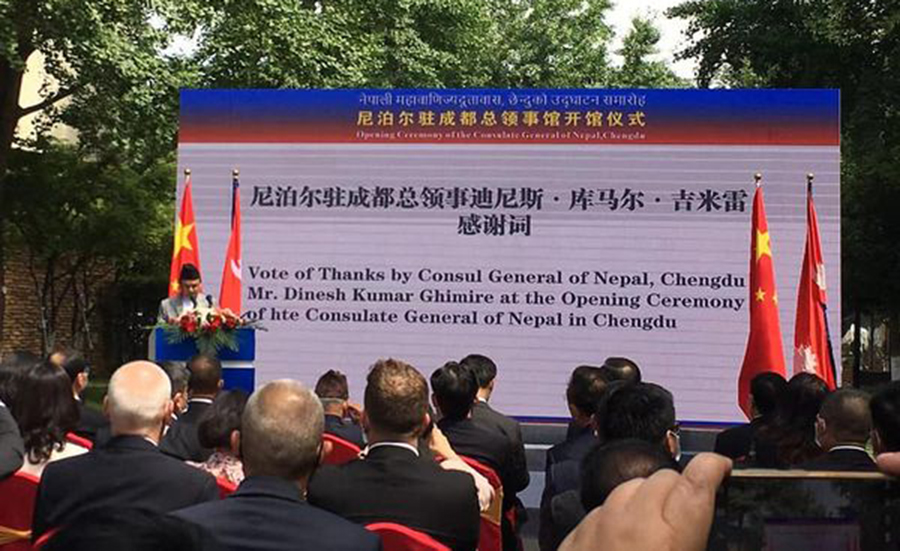 नेपाली महावाणिज्यदूतावास, छेन्दुको उद्घाटन समारोह
尼泊尔驻成都总领事馆开馆仪式
Opening Ceremony of the Consulate General of Nepal,Chengdu
尼泊尔驻成都总领事迪尼斯·库马尔·吉米雷
感谢词
Vote of Thanks by Consul General of Nepal, Chengdu
Mr. Dinesh Kumar Ghimire at the Opening Ceremony
of hte Consulate General of Nepal in Chengdu